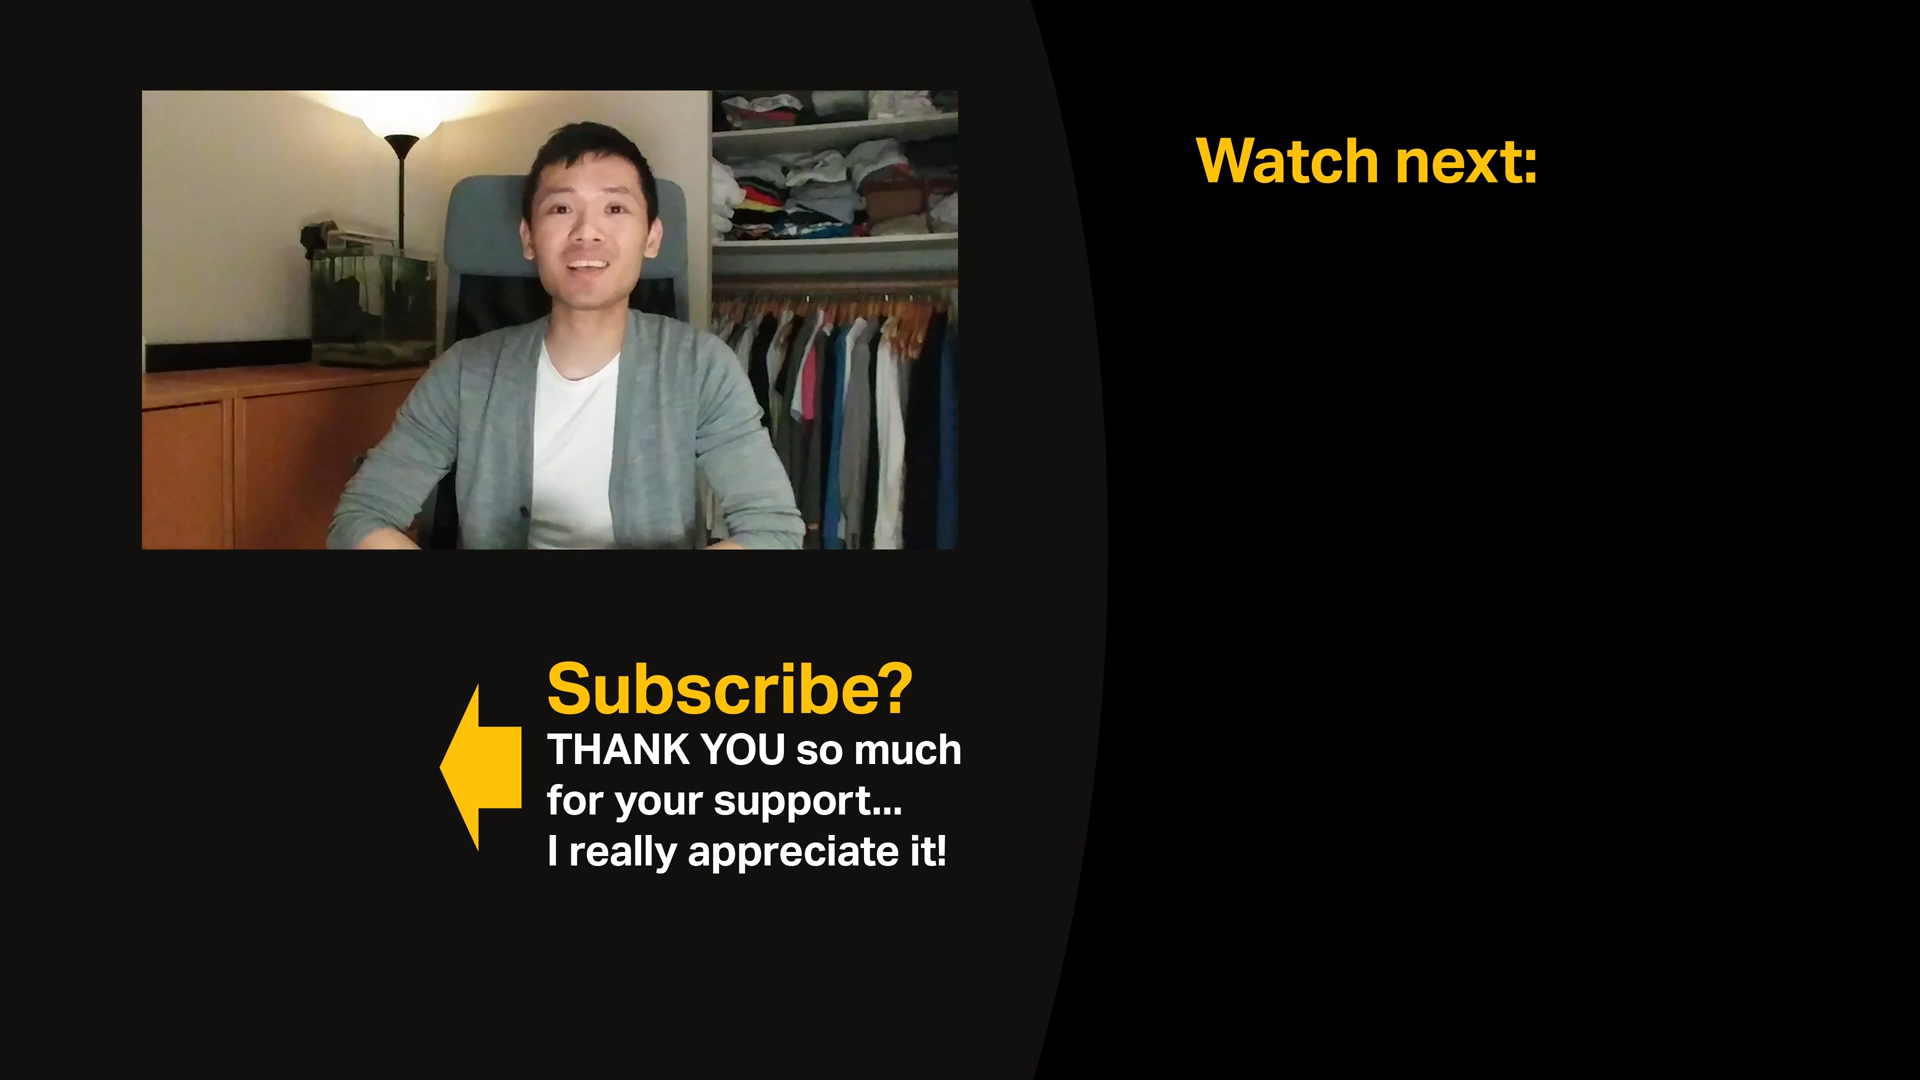 Watch next:
Subscribe?
THANK YOU so much
for your support...
I really appreciate it!